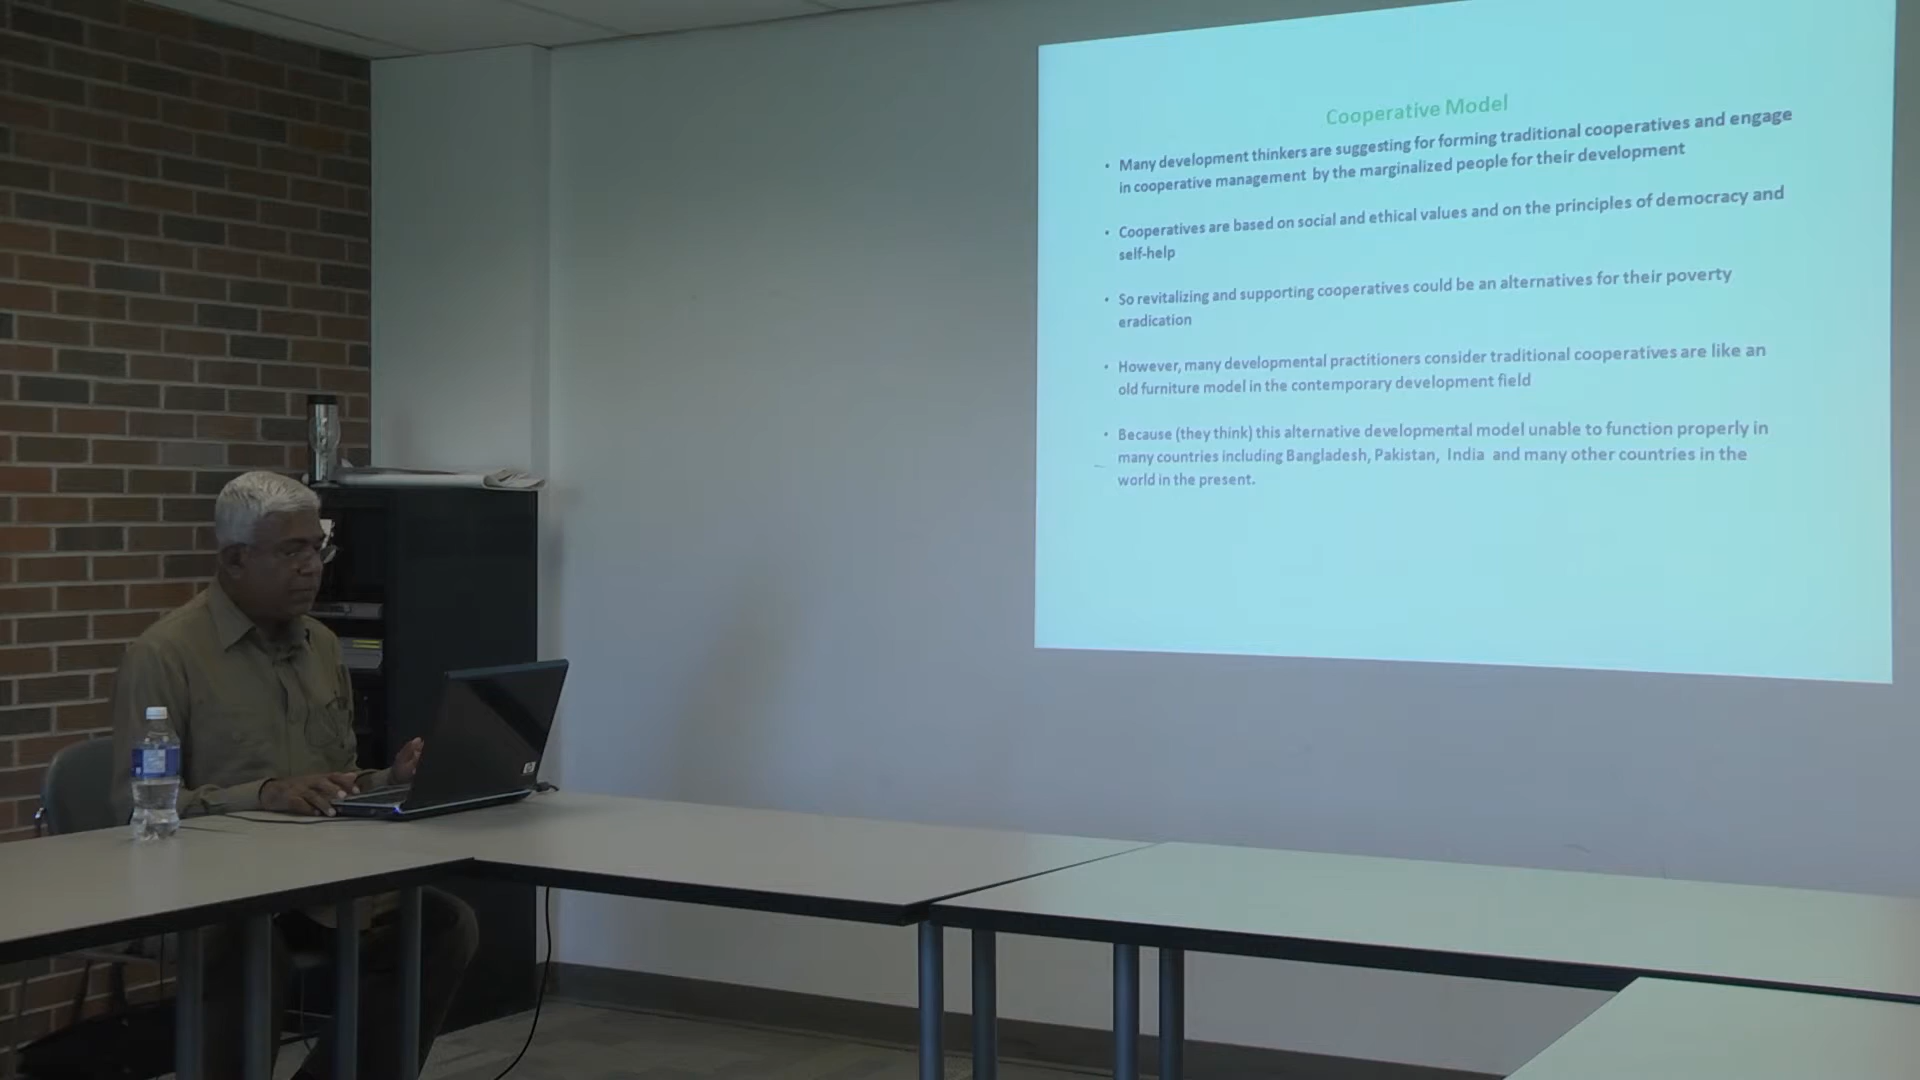 Cooperative Model
• Many development thinkers are suggesting for forming traditional cooperatives and engage
in cooperative management by the marginalized people for their development
• Cooperatives are based on social and ethical values and on the principles of democracy and
self-help
• So revitalizing and supporting cooperatives could be an alternatives for their poverty
eradication
• However, many developmental practitioners consider traditional cooperatives are like an
old furniture model in the contemporary development field
• Because (they think) this alternative developmental model unable to function properly in
many countries including Bangladesh, Pakistan, India and many other countries in the
world in the present.
hp